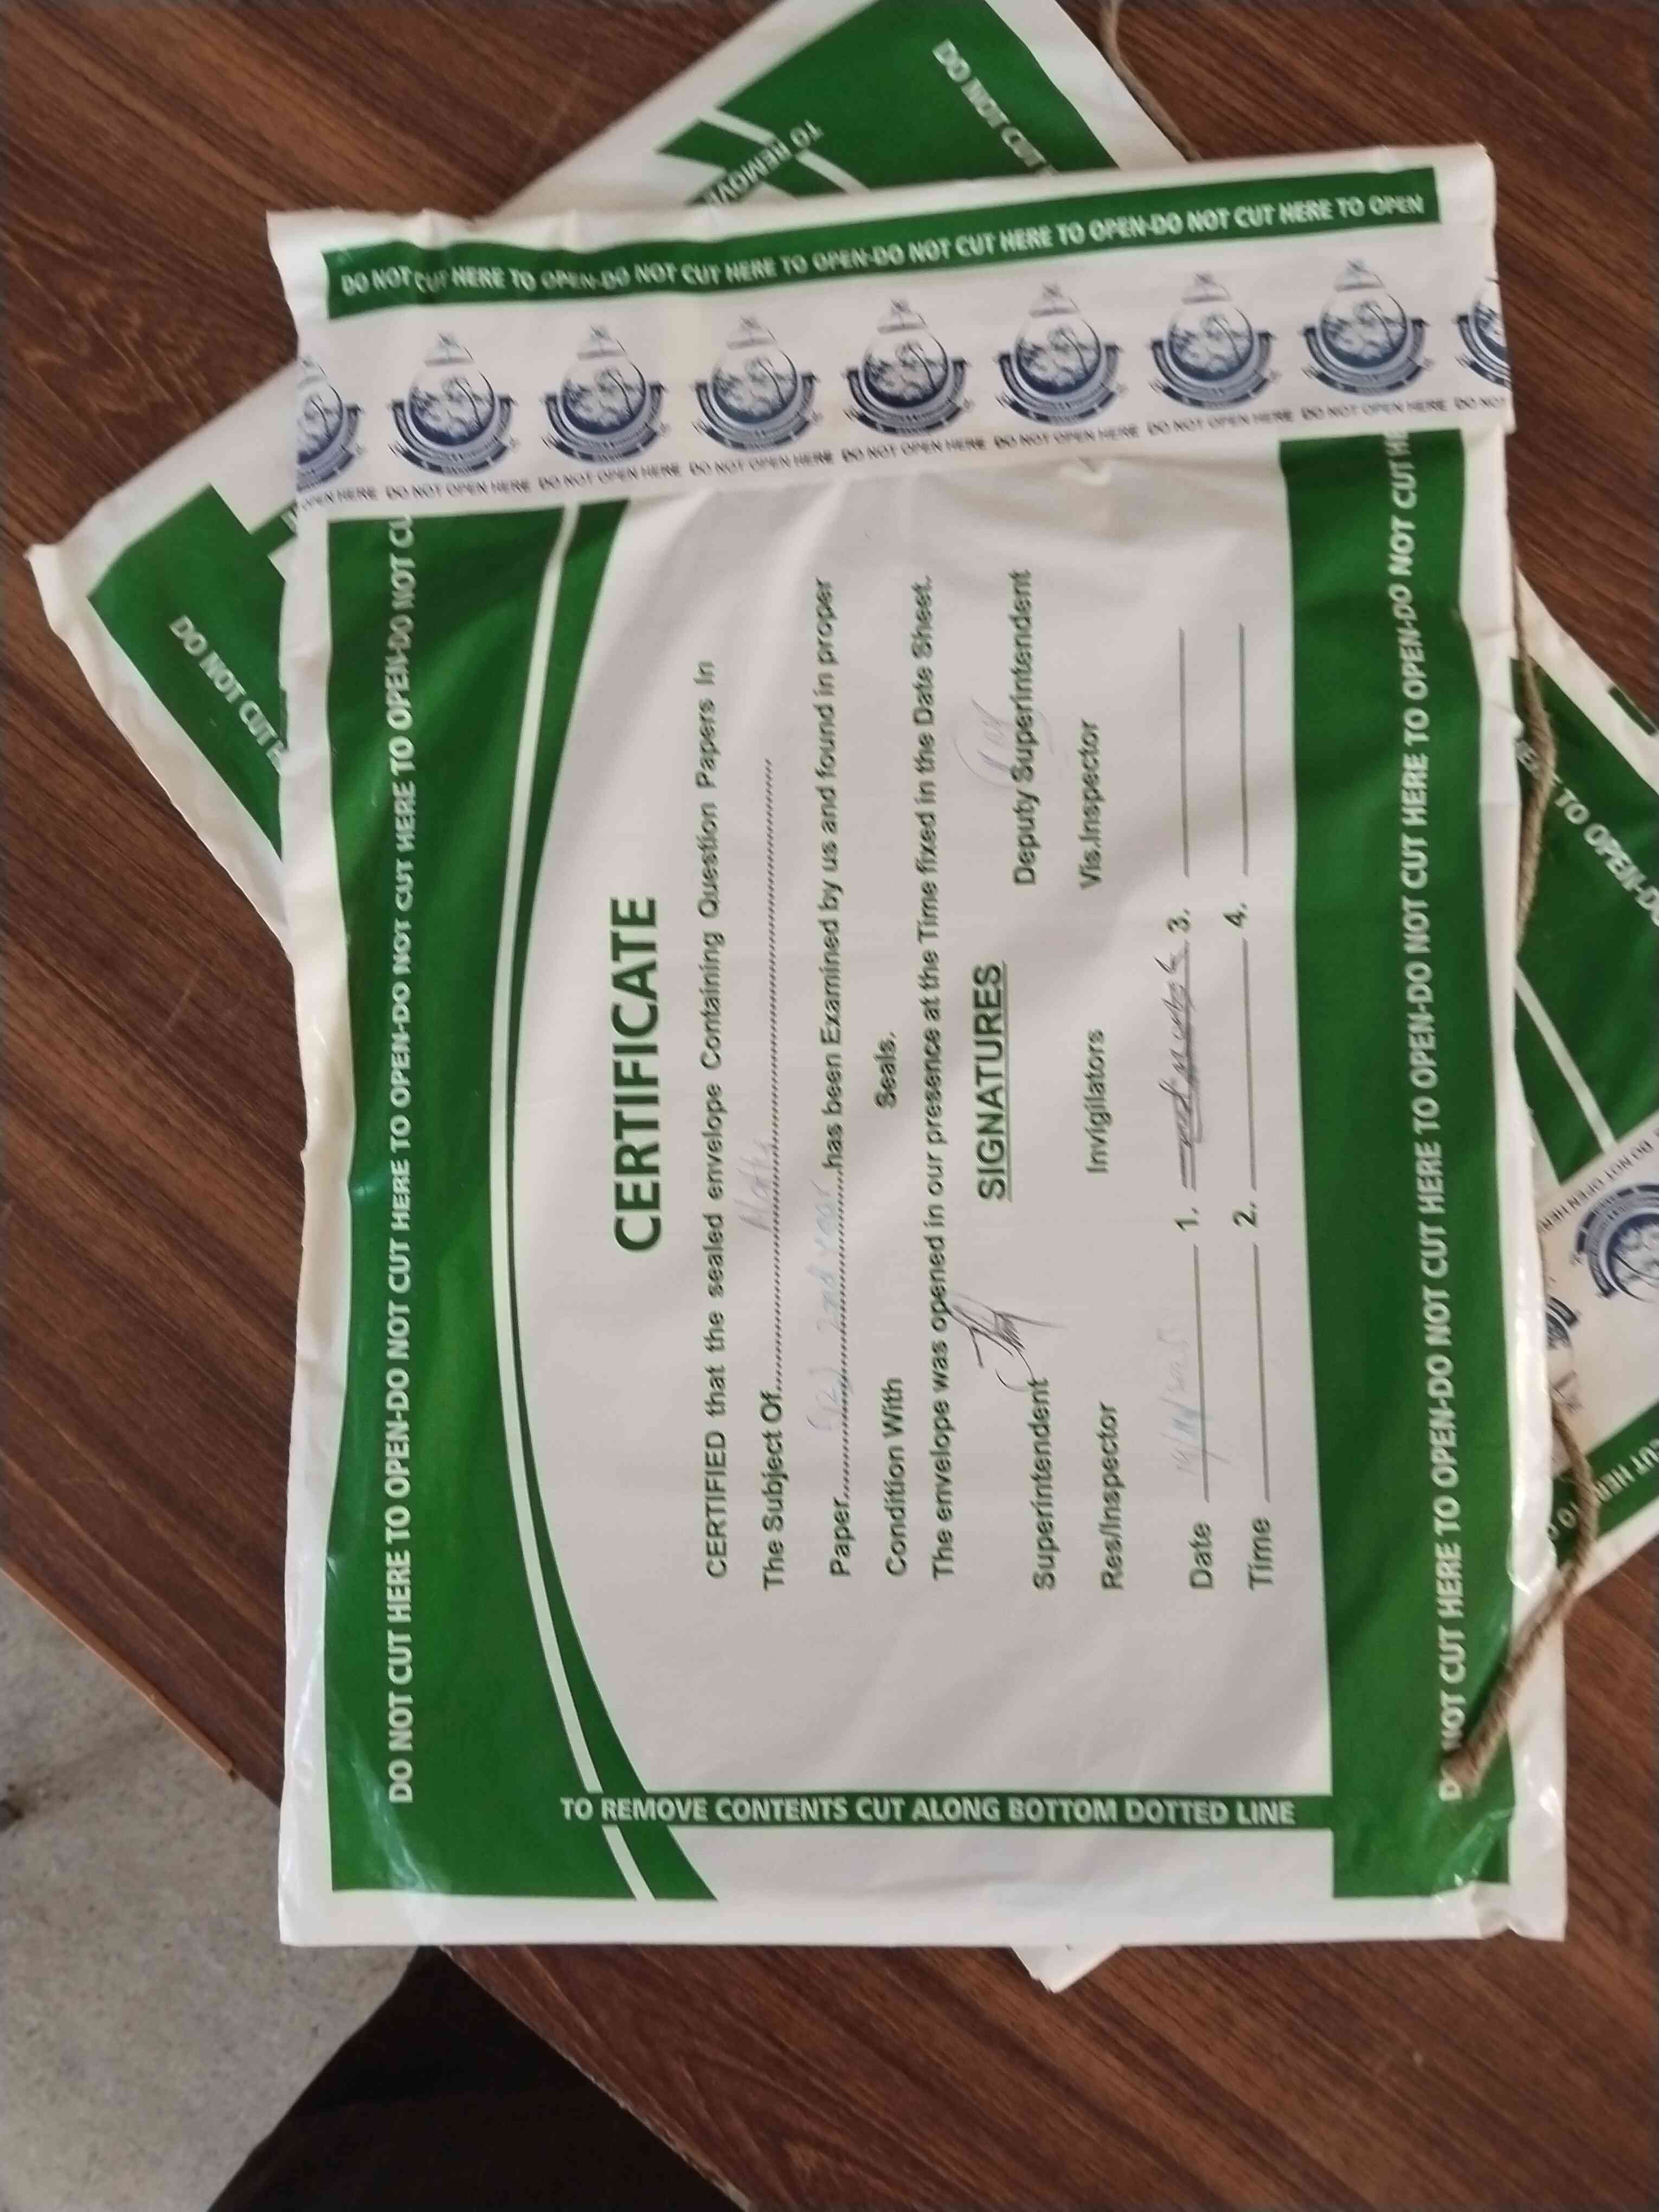 DO NOT CUT HERE TO OPEN-DO NOT CUT HERE TO OPEN-DO NOT CUT HERE TO OPEN
DO NOT OPEN HERE DO NOT OPEN HERE DO NOT OPEN HERE DO NOT OPEN HERE DO NOT OPEN HERE DO NOT OPEN HERE DO NOT OPEN HERE
DO NOT CUT HERE TO OPEN-DO NOT CUT HERE TO OPEN-DO NOT CUT HERE TO OPEN-DO NOT CUT HERE TO OPEN-DO NOT CU
CERTIFICATE
CERTIFIED that the sealed envelope Containing Question Papers In
The Subject Of Math
Paper 2nd Year has been Examined by us and found in proper
Condition With Seals.
The envelope was opened in our presence at the Time fixed in the Date Sheet.
SIGNATURES
Superintendent Deputy Superintendent
Res/Inspector Invigilators Vis.Inspector
Date 1. 3.
Time 2. 4.
DO NOT CUT HERE TO OPEN-DO NOT CUT HERE TO OPEN-DO NOT CUT HERE TO OPEN-DO NOT CUT HERE TO OPEN-DO NOT CUT HE
TO REMOVE CONTENTS CUT ALONG BOTTOM DOTTED LINE
DO NOT CUT
TO REMOVE
DO NOT CUT H
TO OPEN-DO